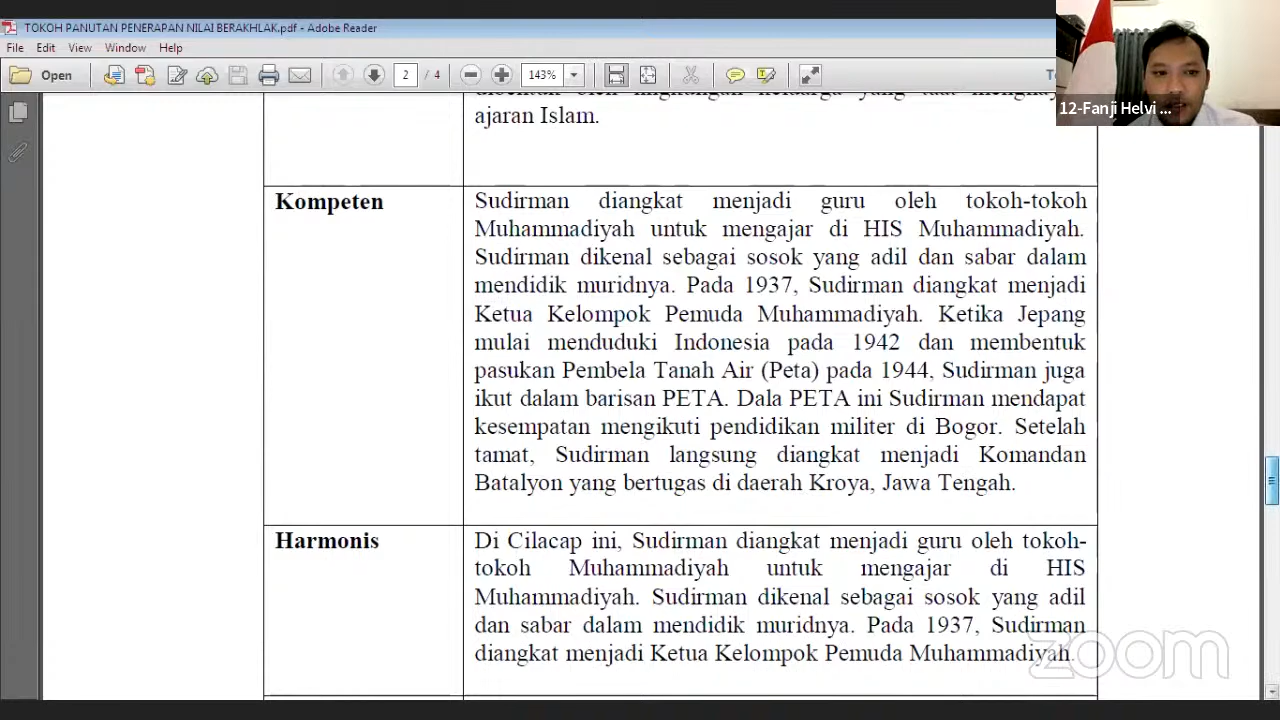 TOKOH PANUTAN PENERAPAN NILAI BERAKHLAK.pdf - Adobe Reader
File Edit View Window Help
Open 2 / 4 143%
ajaran Islam.
12-Fanji Helvi ...
Kompeten
Sudirman diangkat menjadi guru oleh tokoh-tokoh
Muhammadiyah untuk mengajar di HIS Muhammadiyah.
Sudirman dikenal sebagai sosok yang adil dan sabar dalam
mendidik muridnya. Pada 1937, Sudirman diangkat menjadi
Ketua Kelompok Pemuda Muhammadiyah. Ketika Jepang
mulai menduduki Indonesia pada 1942 dan membentuk
pasukan Pembela Tanah Air (Peta) pada 1944, Sudirman juga
ikut dalam barisan PETA. Dala PETA ini Sudirman mendapat
kesempatan mengikuti pendidikan militer di Bogor. Setelah
tamat, Sudirman langsung diangkat menjadi Komandan
Batalyon yang bertugas di daerah Kroya, Jawa Tengah.
Harmonis
Di Cilacap ini, Sudirman diangkat menjadi guru oleh tokoh-
tokoh Muhammadiyah untuk mengajar di HIS
Muhammadiyah. Sudirman dikenal sebagai sosok yang adil
dan sabar dalam mendidik muridnya. Pada 1937, Sudirman
diangkat menjadi Ketua Kelompok Pemuda Muhammadiyah.
zoom